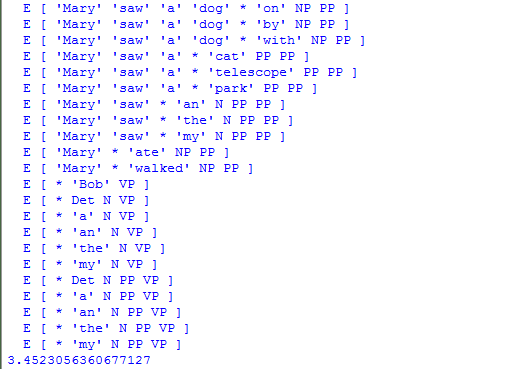 E [ 'Mary' 'saw' 'a' 'dog' * 'on' NP PP ]
E [ 'Mary' 'saw' 'a' 'dog' * 'by' NP PP ]
E [ 'Mary' 'saw' 'a' 'dog' * 'with' NP PP ]
E [ 'Mary' 'saw' 'a' * 'cat' PP PP ]
E [ 'Mary' 'saw' 'a' * 'telescope' PP PP ]
E [ 'Mary' 'saw' 'a' * 'park' PP PP ]
E [ 'Mary' 'saw' * 'an' N PP PP ]
E [ 'Mary' 'saw' * 'the' N PP PP ]
E [ 'Mary' 'saw' * 'my' N PP PP ]
E [ 'Mary' * 'ate' NP PP ]
E [ 'Mary' * 'walked' NP PP ]
E [ * 'Bob' VP ]
E [ * Det N VP ]
E [ * 'a' N VP ]
E [ * 'an' N VP ]
E [ * 'the' N VP ]
E [ * 'my' N VP ]
E [ * Det N PP VP ]
E [ * 'a' N PP VP ]
E [ * 'an' N PP VP ]
E [ * 'the' N PP VP ]
E [ * 'my' N PP VP ]
3.4523056360677127